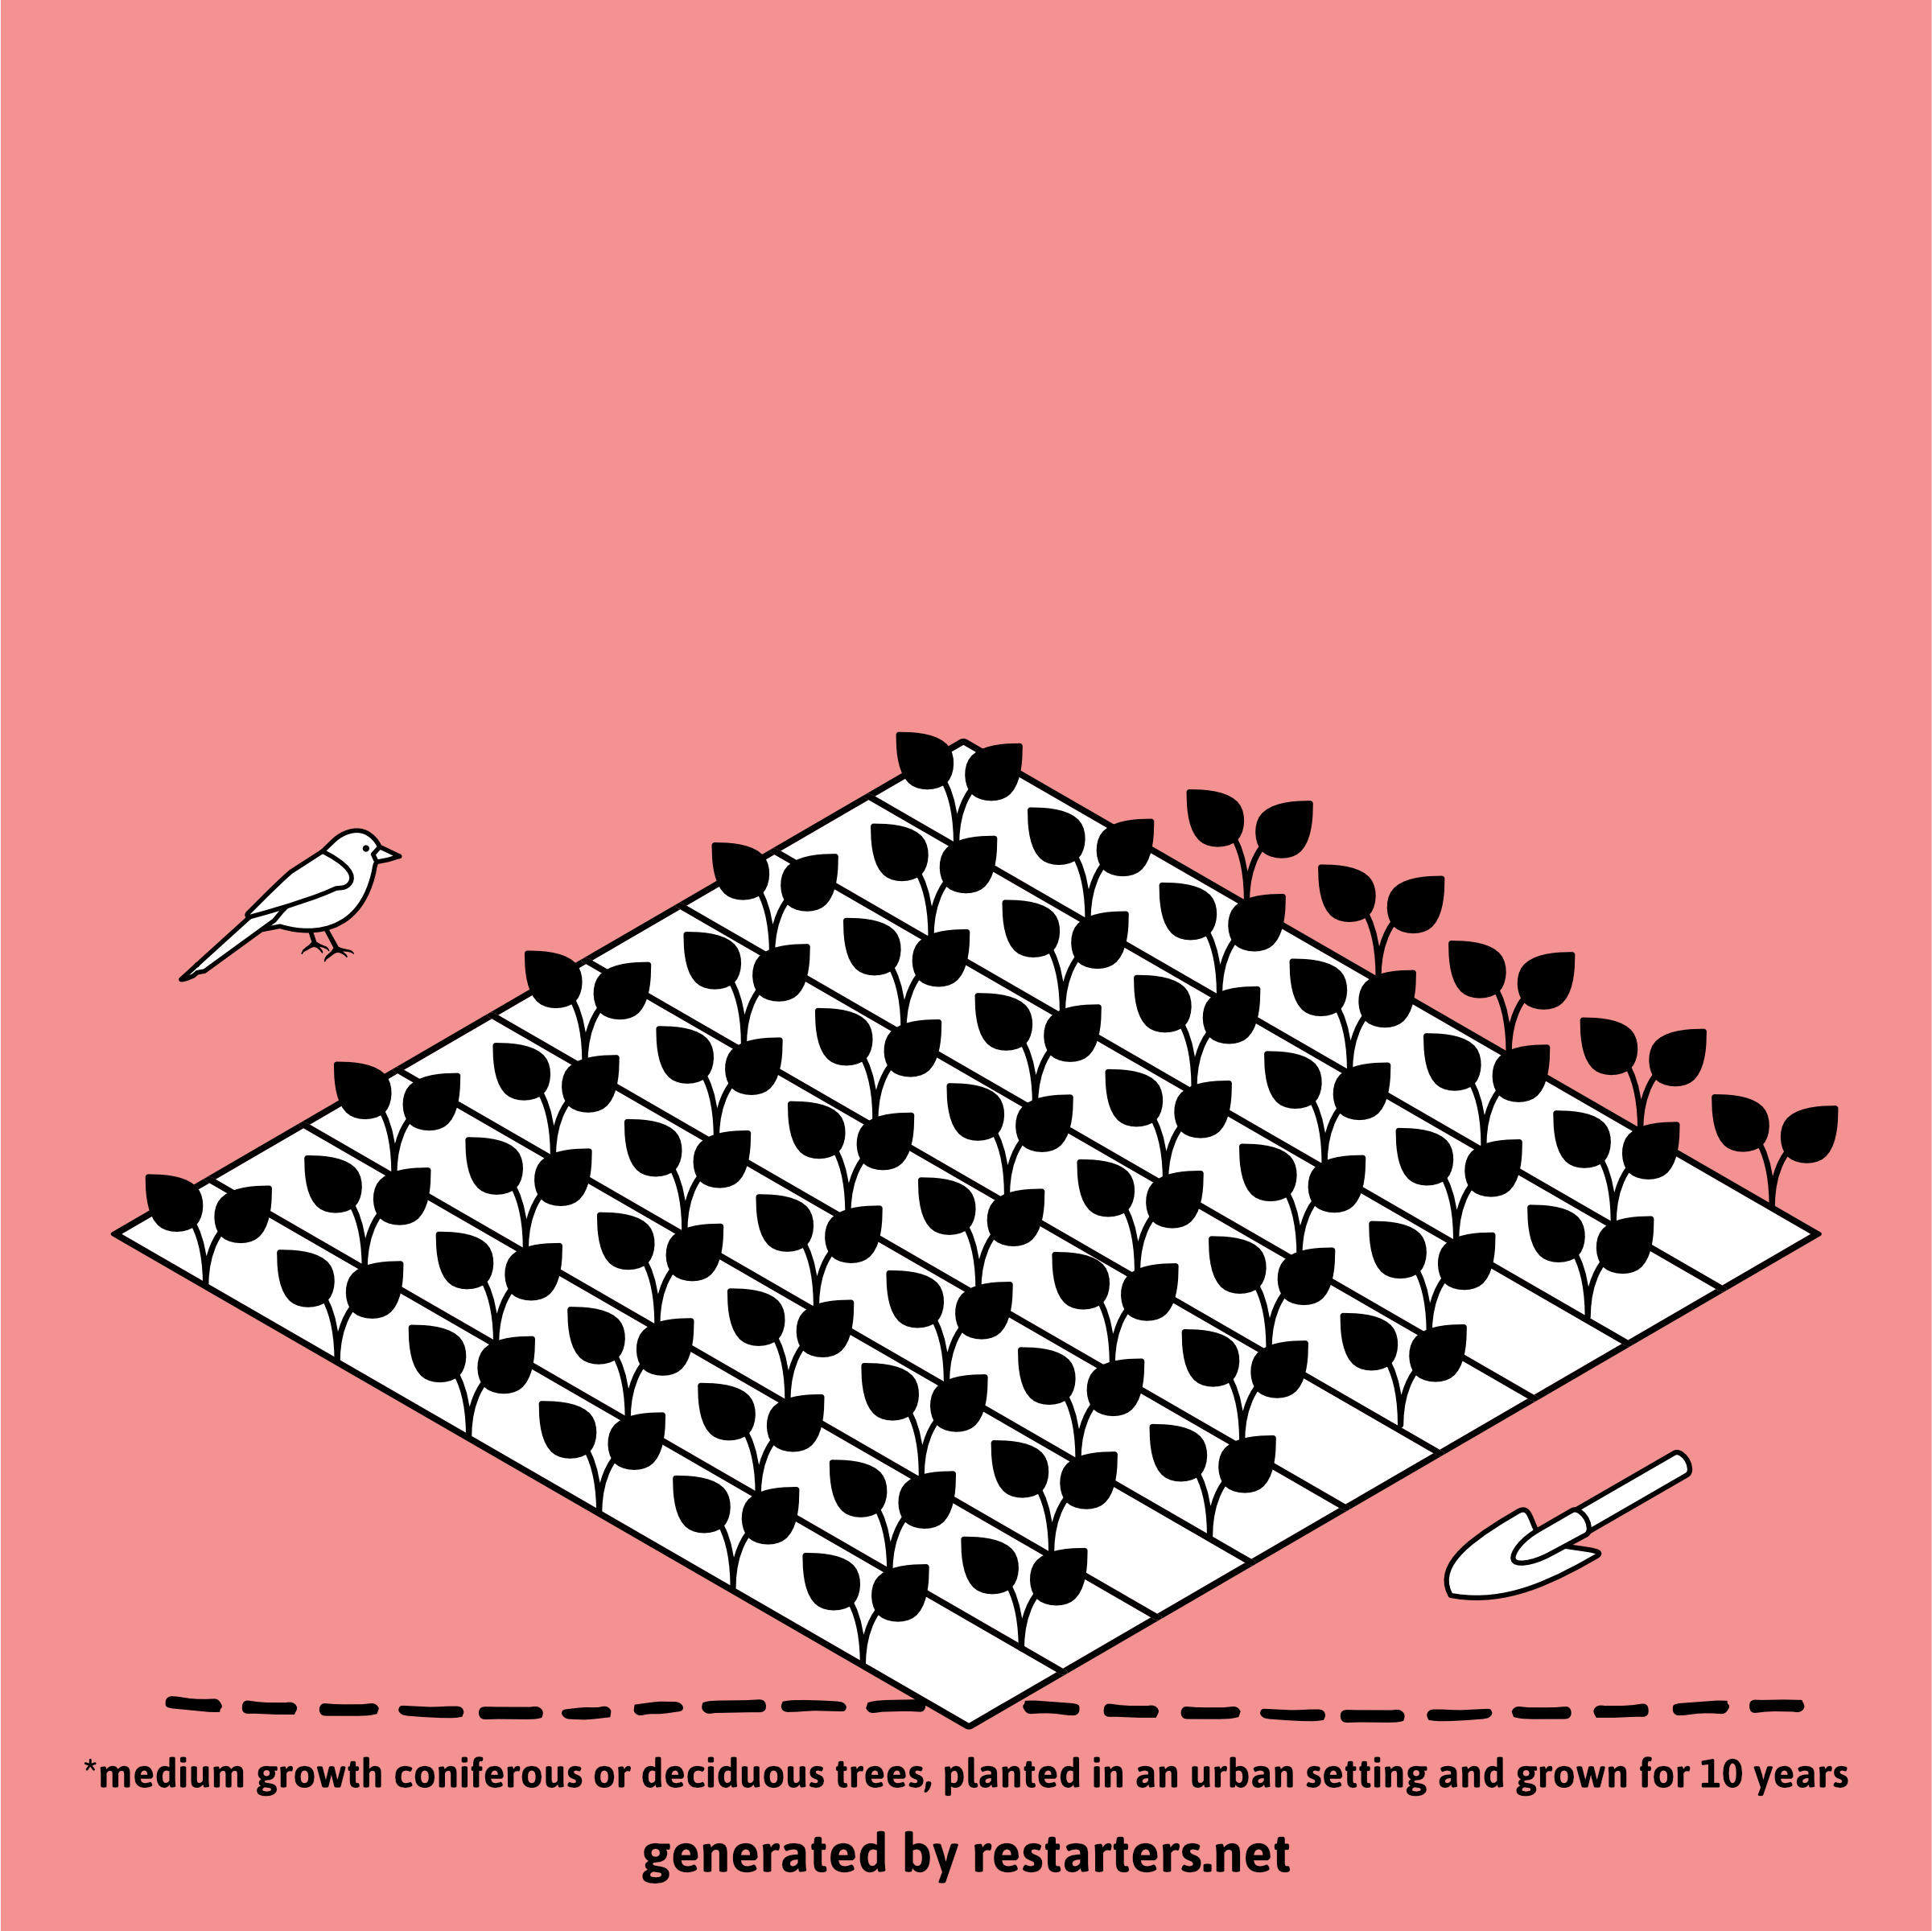 *medium growth coniferous or deciduous trees, planted in an urban setting and grown for 10 years
generated by restarters.net